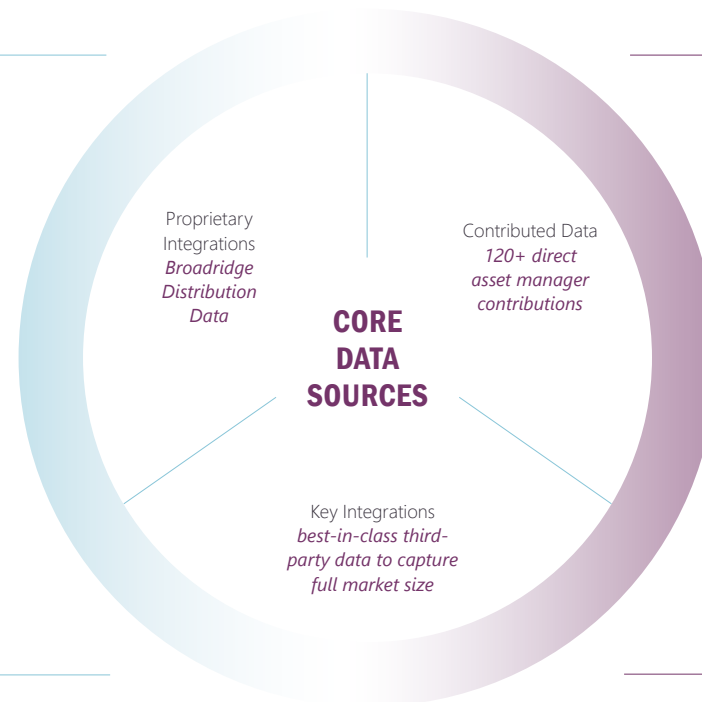 Proprietary
Integrations
Broadridge
Distribution
Data
Contributed Data
120+ direct
asset manager
contributions
CORE
DATA
SOURCES
Key Integrations
best-in-class third-
party data to capture
full market size